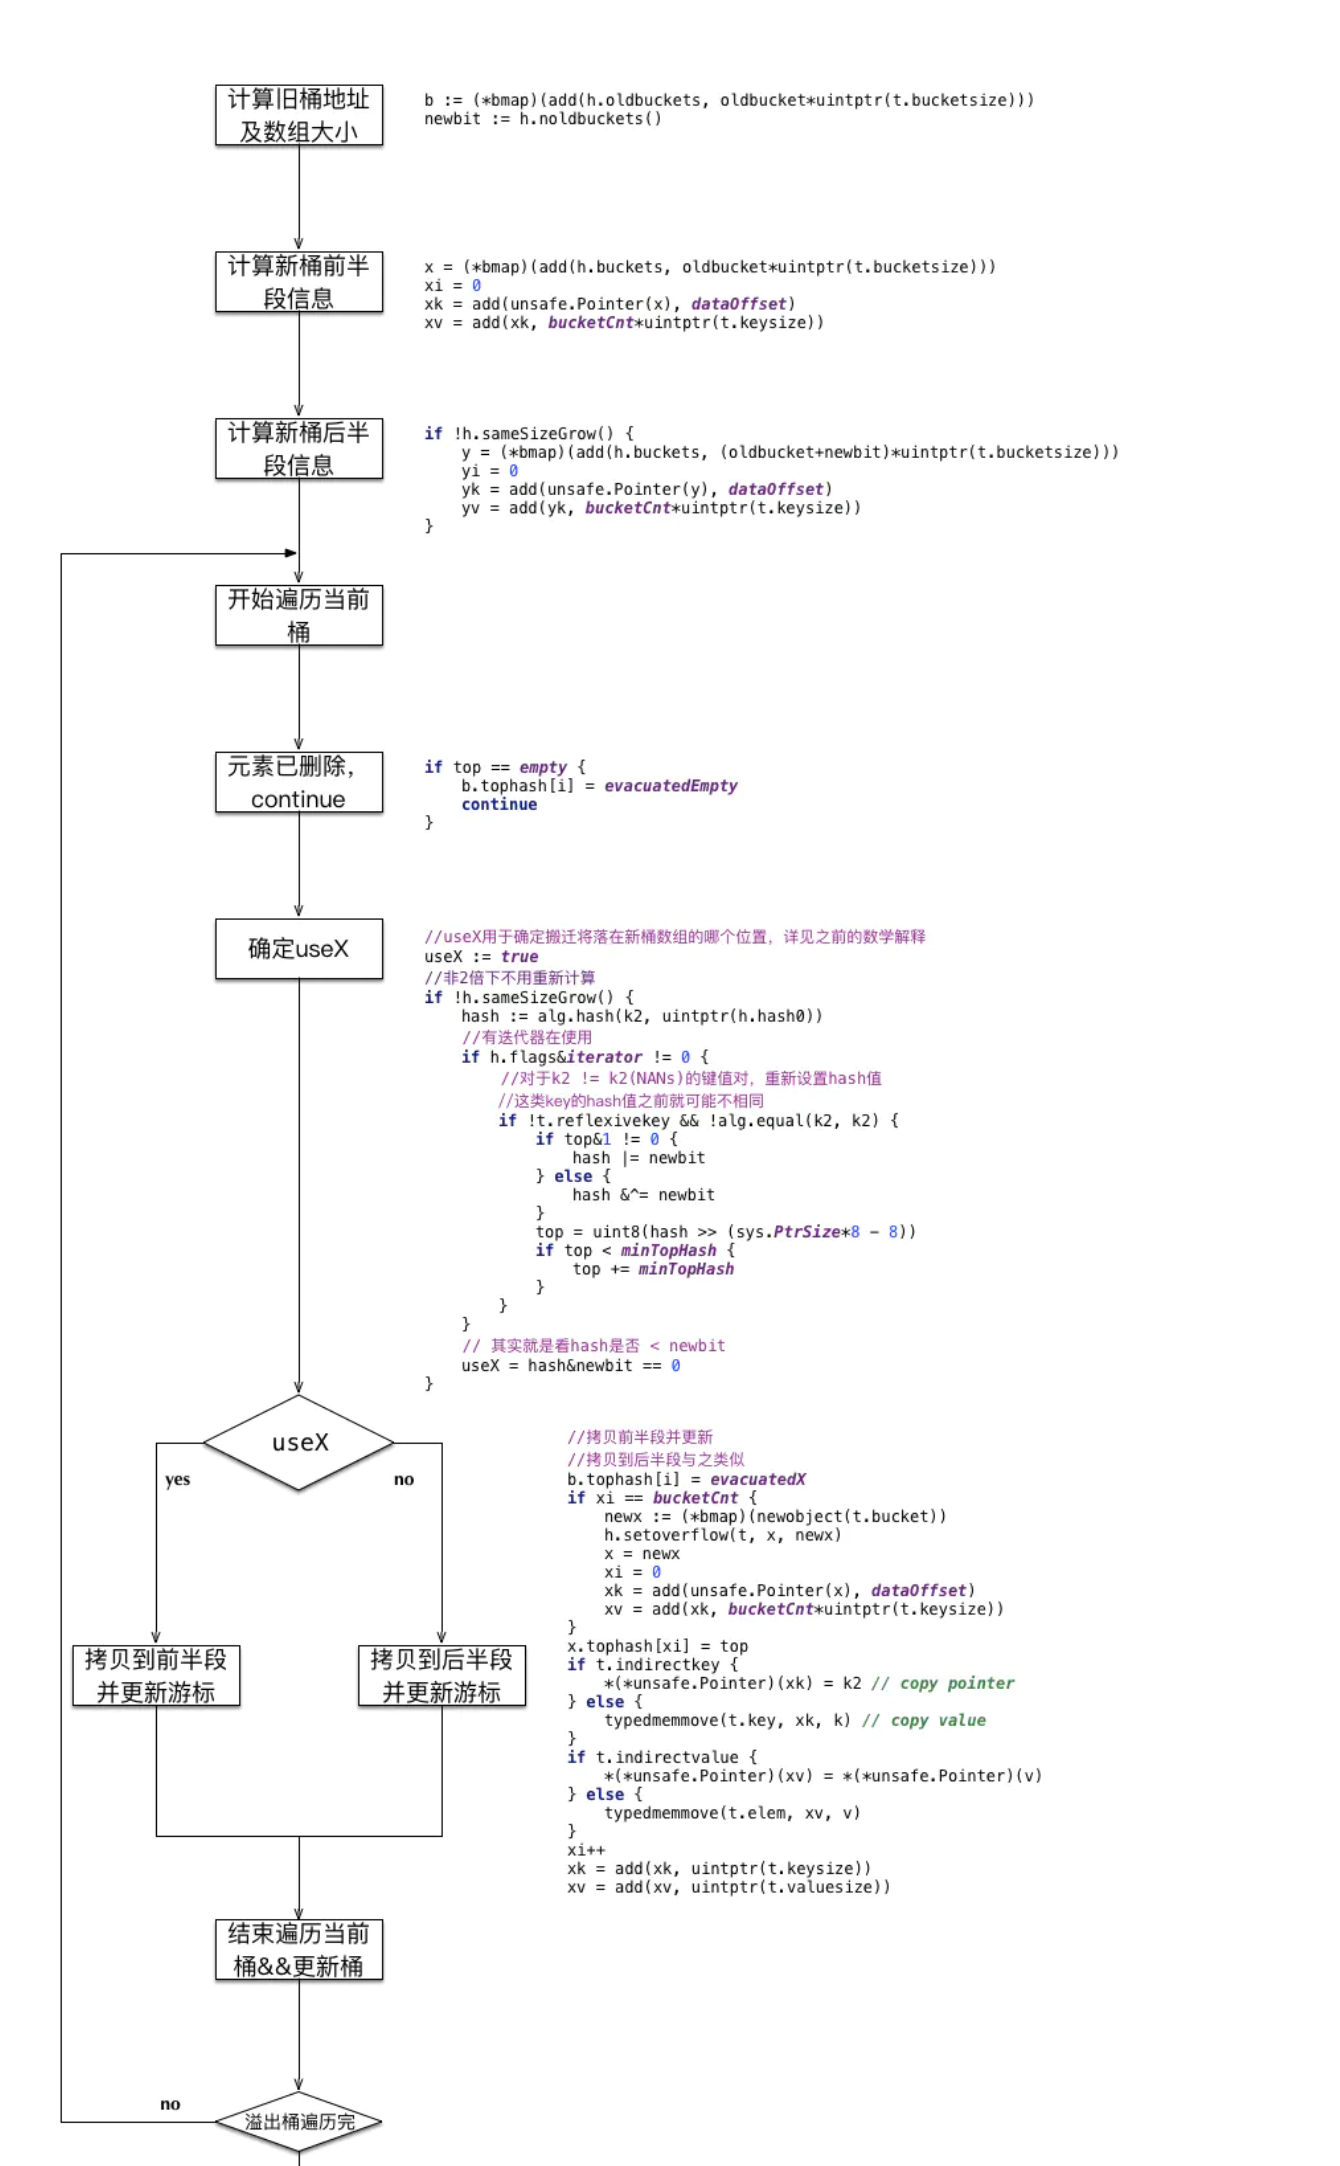 计算旧桶地址
及数组大小
b := (*bmap)(add(h.oldbuckets, oldbucket*uintptr(t.bucketsize)))
newbit := h.noldbuckets()
计算新桶前半
段信息
x = (*bmap)(add(h.buckets, oldbucket*uintptr(t.bucketsize)))
xi = 0
xk = add(unsafe.Pointer(x), dataOffset)
xv = add(xk, bucketCnt*uintptr(t.keysize))
计算新桶后半
段信息
if !h.sameSizeGrow() {
y = (*bmap)(add(h.buckets, (oldbucket+newbit)*uintptr(t.bucketsize)))
yi = 0
yk = add(unsafe.Pointer(y), dataOffset)
yv = add(yk, bucketCnt*uintptr(t.keysize))
}
开始遍历当前
桶
元素已删除，
continue
if top == empty {
b.tophash[i] = evacuatedEmpty
continue
}
确定useX
//useX用于确定搬迁将落在新桶数组的哪个位置，详见之前的数学解释
useX := true
//非2倍下不用重新计算
if !h.sameSizeGrow() {
hash := alg.hash(k2, uintptr(h.hash0))
//有迭代器在使用
if h.flags&iterator != 0 {
//对于k2 != k2(NANs)的键值对，重新设置hash值
//这类key的hash值之前就可能不相同
if !t.reflexivekey && !alg.equal(k2, k2) {
if top&1 != 0 {
hash |= newbit
} else {
hash &^= newbit
}
top = uint8(hash >> (sys.PtrSize*8 - 8))
if top < minTopHash {
top += minTopHash
}
}
}
// 其实就是看hash是否 < newbit
useX = hash&newbit == 0
}
useX
yes
no
//拷贝前半段并更新
//拷贝到后半段与之类似
b.tophash[i] = evacuatedX
if xi == bucketCnt {
newx := (*bmap)(newobject(t.bucket))
h.setoverflow(t, x, newx)
x = newx
xi = 0
xk = add(unsafe.Pointer(x), dataOffset)
xv = add(xk, bucketCnt*uintptr(t.keysize))
}
x.tophash[xi] = top
if t.indirectkey {
*(*unsafe.Pointer)(xk) = k2 // copy pointer
} else {
typedmemmove(t.key, xk, k) // copy value
}
if t.indirectvalue {
*(*unsafe.Pointer)(xv) = *(*unsafe.Pointer)(v)
} else {
typedmemmove(t.elem, xv, v)
}
xi++
xk = add(xk, uintptr(t.keysize))
xv = add(xv, uintptr(t.valuesize))
拷贝到前半段
并更新游标
拷贝到后半段
并更新游标
结束遍历当前
桶&&更新桶
no
溢出桶遍历完